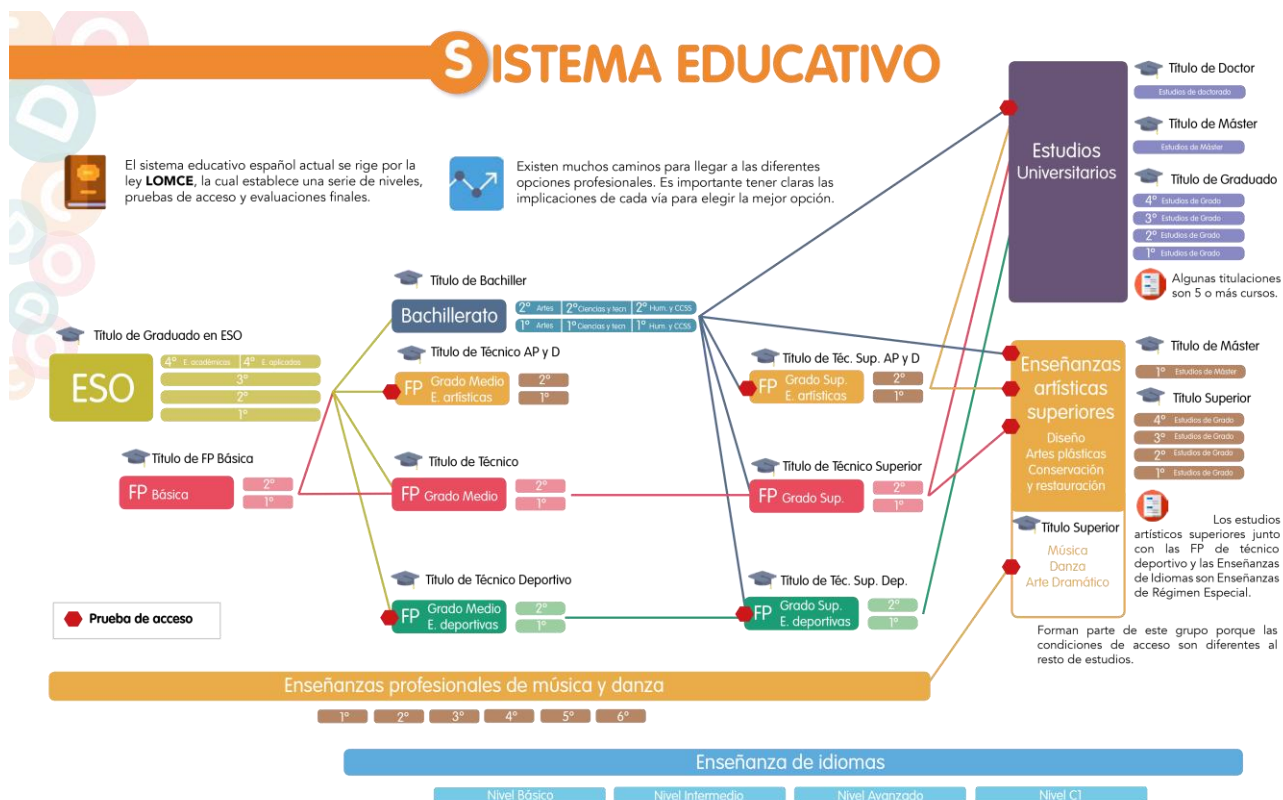 SISTEMA EDUCATIVO
El sistema educativo español actual se rige por la
ley LOMCE, la cual establece una serie de niveles,
pruebas de acceso y evaluaciones finales.
Existen muchos caminos para llegar a las diferentes
opciones profesionales. Es importante tener claras las
implicaciones de cada vía para elegir la mejor opción.
Título de Graduado en ESO
ESO
4º E. académicas 4º E. aplicadas
3º
2º
1º
Título de FP Básica
FP Básica
2º
1º
Título de Bachiller
Bachillerato
2º Artes 2º Ciencias y tecn 2º Hum. y CCSS
1º Artes 1º Ciencias y tecn 1º Hum. y CCSS
Título de Técnico AP y D
FP Grado Medio
E. artísticas
2º
1º
Título de Técnico
FP Grado Medio
2º
1º
Título de Técnico Deportivo
FP Grado Medio
E. deportivas
2º
1º
Título de Téc. Sup. AP y D
FP Grado Sup.
E. artísticas
2º
1º
Título de Técnico Superior
FP Grado Sup.
2º
1º
Título de Téc. Sup. Dep.
FP Grado Sup.
E. deportivas
2º
1º
Estudios
Universitarios
Título de Doctor
Estudios de doctorado
Título de Máster
Estudios de Máster
Título de Graduado
4º Estudios de Grado
3º Estudios de Grado
2º Estudios de Grado
1º Estudios de Grado
Algunas titulaciones
son 5 o más cursos.
Enseñanzas
artísticas
superiores
Diseño
Artes plásticas
Conservación
y restauración
Título de Máster
1º Estudios de Máster
Título Superior
4º Estudios de Grado
3º Estudios de Grado
2º Estudios de Grado
1º Estudios de Grado
Título Superior
Música
Danza
Arte Dramático
Los estudios
artísticos superiores junto
con las FP de técnico
deportivo y las Enseñanzas
de Idiomas son Enseñanzas
de Régimen Especial.
Forman parte de este grupo porque las
condiciones de acceso son diferentes al
resto de estudios.
Prueba de acceso
Enseñanzas profesionales de música y danza
1º 2º 3º 4º 5º 6º
Enseñanza de idiomas
Nivel Básico Nivel Intermedio Nivel Avanzado Nivel C1